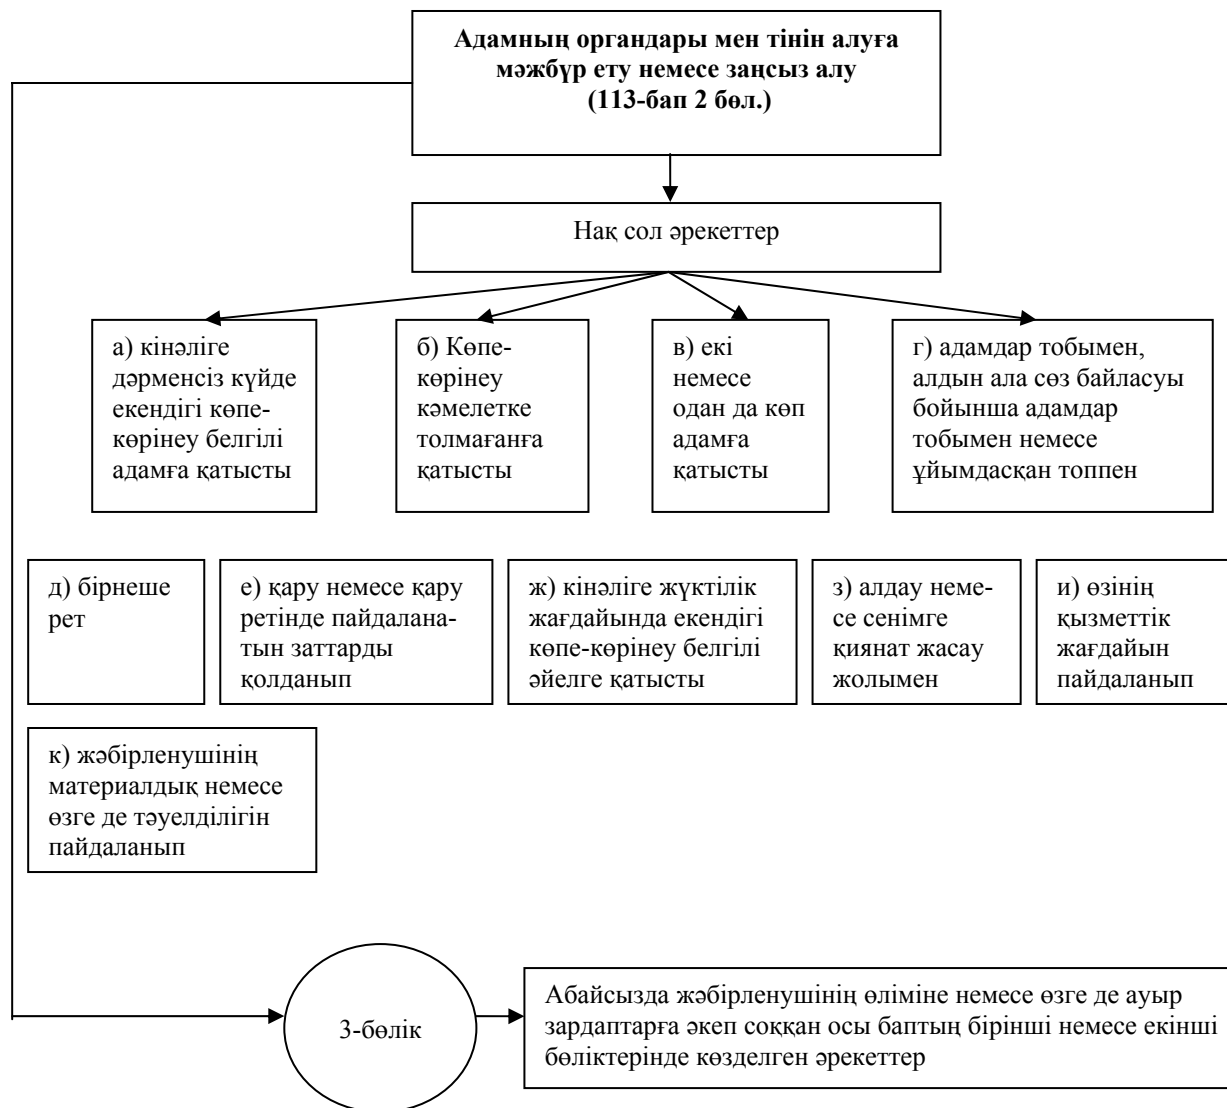 Адамның органдары мен тінін алуға
мәжбүр ету немесе заңсыз алу
(113-бап 2 бөл.)
Нақ сол әрекеттер
а) кінәліге
дәрменсіз күйде
екендігі көпе-
көрінеу белгілі
адамға қатысты
б) Көпе-
көрінеу
кәмелетке
толмағанға
қатысты
в) екі
немесе
одан да көп
адамға
қатысты
г) адамдар тобымен,
алдын ала сөз байласуы
бойынша адамдар
тобымен немесе
ұйымдасқан топпен
д) бірнеше
рет
е) қару немесе қару
ретінде пайдалана-
тын заттарды
қолданып
ж) кінәліге жүктілік
жағдайында екендігі
көпе-көрінеу белгілі
әйелге қатысты
з) алдау неме-
се сенімге
қиянат жасау
жолымен
и) өзінің
қызметтік
жағдайын
пайдаланып
к) жәбірленушінің
материалдық немесе
өзге де тәуелділігін
пайдаланып
3-бөлік
Абайсызда жәбірленушінің өліміне немесе өзге де ауыр
зардаптарға әкеп соққан осы баптың бірінші немесе екінші
бөліктерінде көзделген әрекеттер